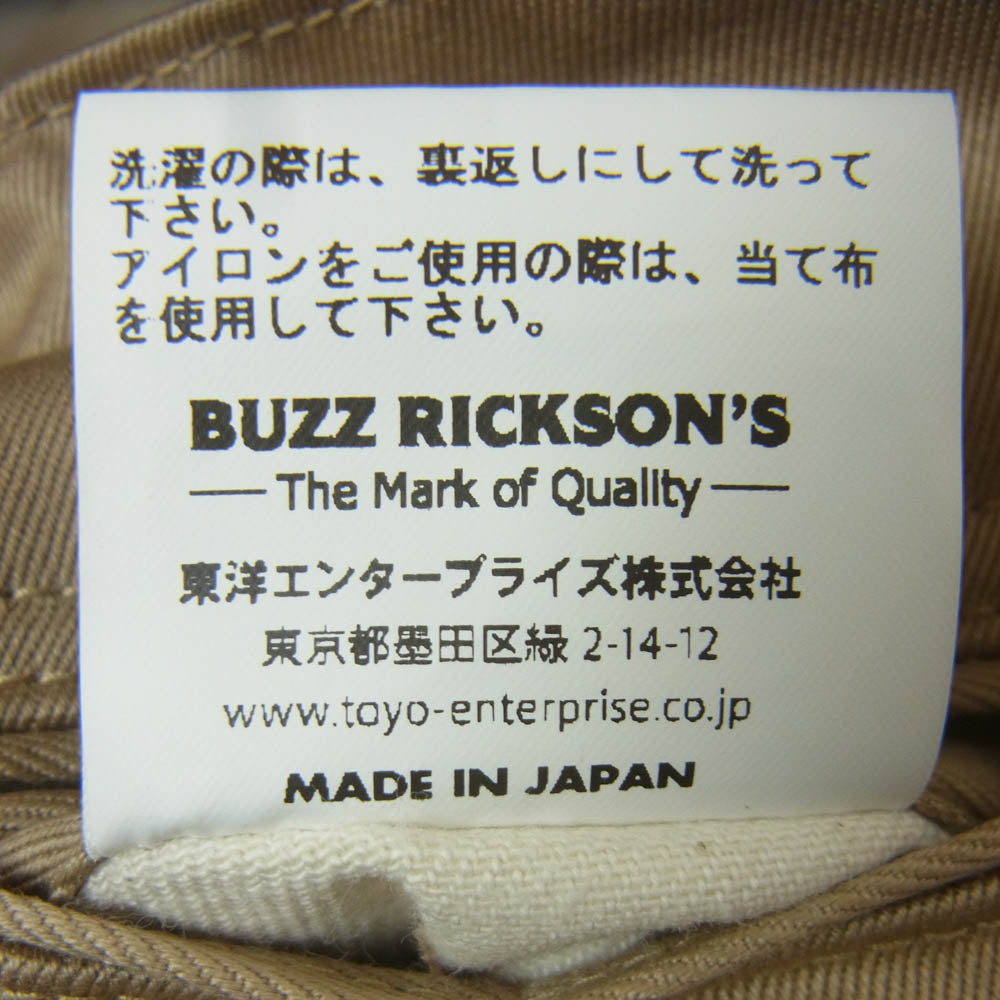 洗濯の際は、裏返しにして洗って
下さい。
アイロンをご使用の際は、当て布
を使用して下さい。
BUZZ RICKSON'S
The Mark of Quality
東洋エンタープライズ株式会社
東京都墨田区緑 2-14-12
www.toyo-enterprise.co.jp
MADE IN JAPAN